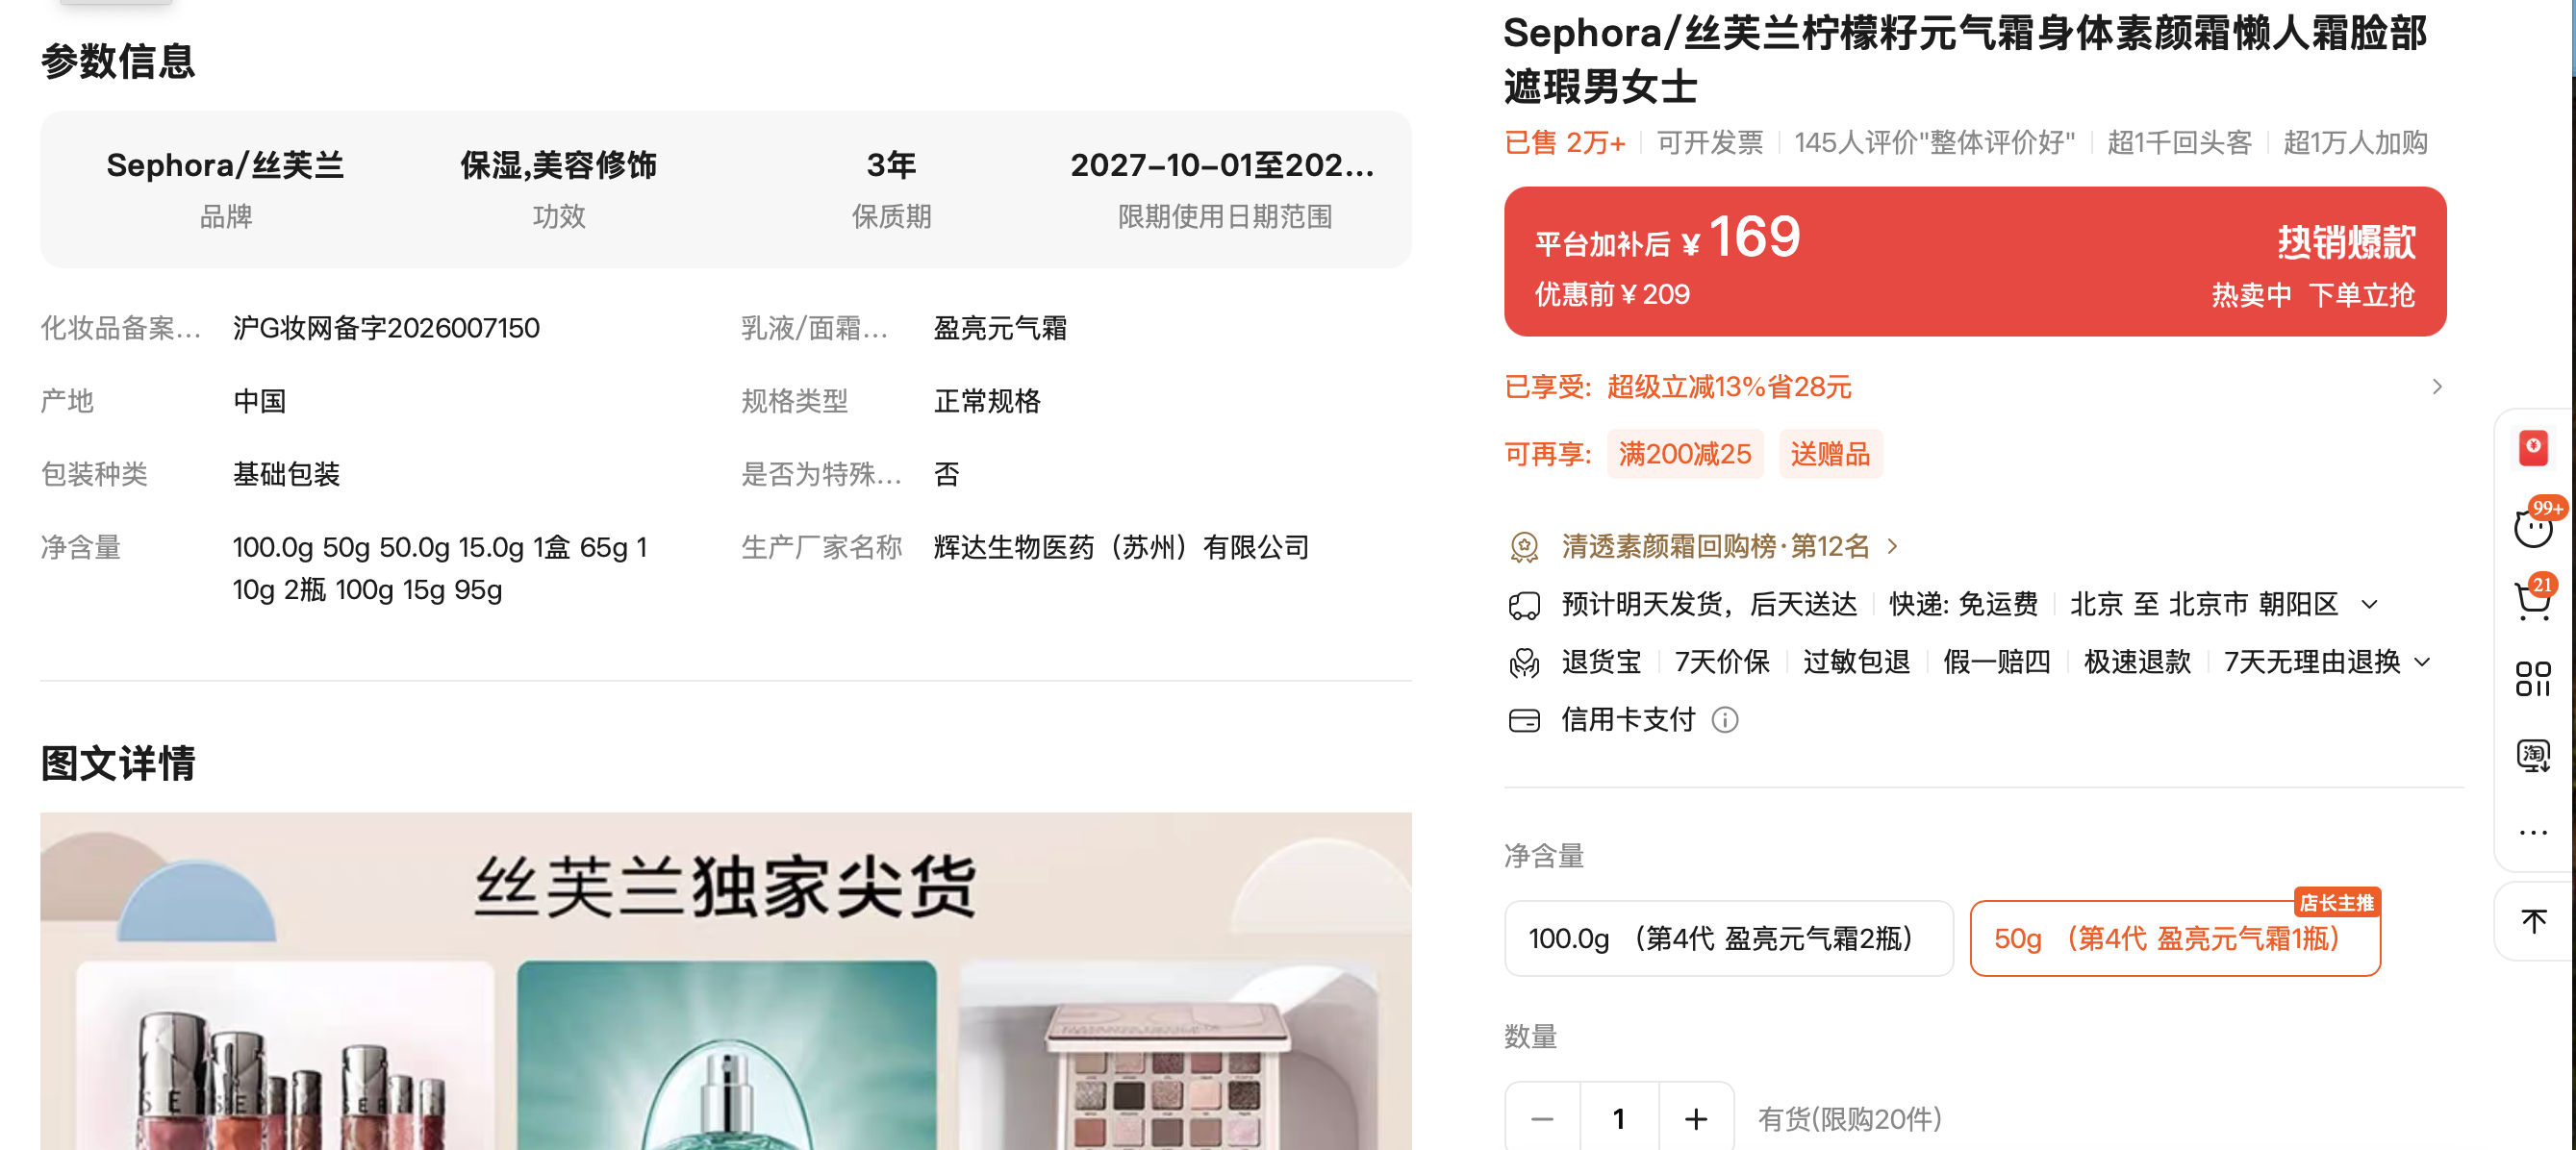 参数信息
Sephora/丝芙兰
保湿,美容修饰
3年
2027-10-01至202...
品牌
功效
保质期
限期使用日期范围
化妆品备案... 沪G妆网备字2026007150
乳液/面霜... 盈亮元气霜
产地 中国
规格类型 正常规格
包装种类 基础包装
是否为特殊... 否
净含量 100.0g 50g 50.0g 15.0g 1盒 65g 1
10g 2瓶 100g 15g 95g
生产厂家名称 辉达生物医药（苏州）有限公司
图文详情
丝芙兰独家尖货
S E
SE
S E R
Sephora/丝芙兰柠檬籽元气霜身体素颜霜懒人霜脸部
遮瑕男女士
已售 2万+ 可开发票 145人评价"整体评价好" 超1千回头客 超1万人加购
平台加补后 ¥ 169
热销爆款
优惠前 ¥ 209
热卖中 下单立抢
已享受: 超级立减13%省28元
可再享: 满200减25 送赠品
清透素颜霜回购榜·第12名
预计明天发货，后天送达 快递: 免运费 北京 至 北京市 朝阳区
退货宝 7天价保 过敏包退 假一赔四 极速退款 7天无理由退换
信用卡支付
净含量
店长主推
100.0g （第4代 盈亮元气霜2瓶）
50g （第4代 盈亮元气霜1瓶）
数量
1
有货(限购20件)
99+
21
淘